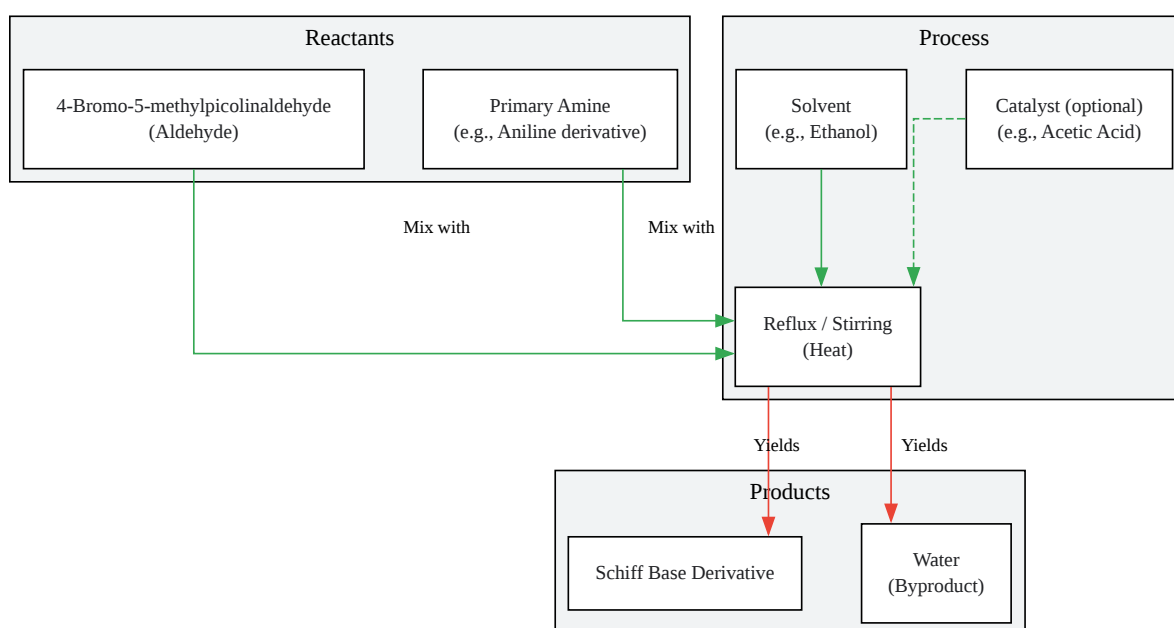 Reactants
4-Bromo-5-methylpicolinaldehyde
(Aldehyde)
Primary Amine
(e.g., Aniline derivative)
Process
Solvent
(e.g., Ethanol)
Catalyst (optional)
(e.g., Acetic Acid)
Mix with
Mix with
Reflux / Stirring
(Heat)
Yields
Yields
Products
Schiff Base Derivative
Water
(Byproduct)